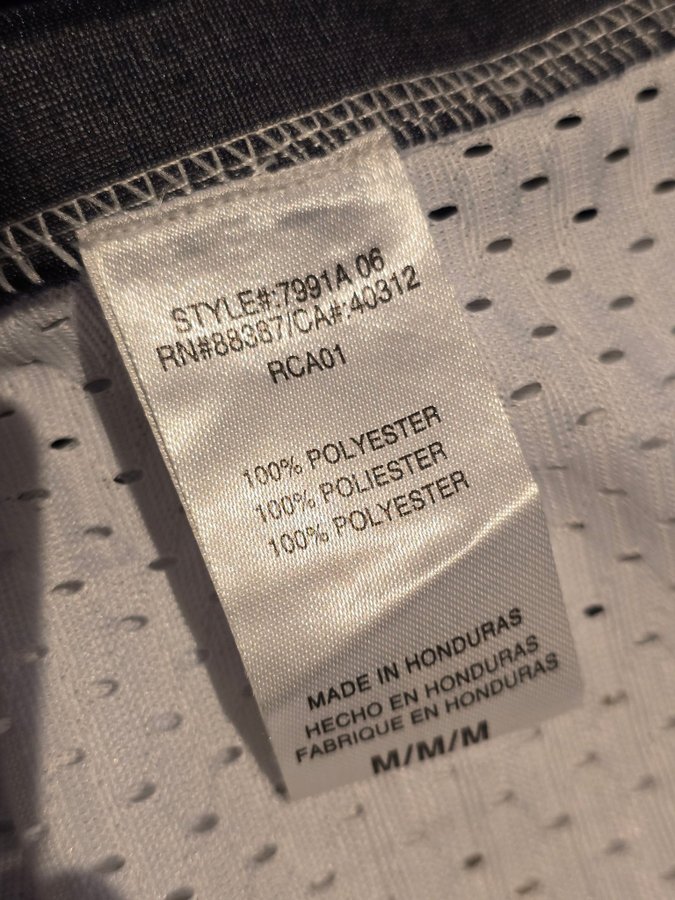 STYLE#:7991A 06
RN#88387/CA#:40312
RCA01
100% POLYESTER
100% POLIESTER
100% POLYESTER
MADE IN HONDURAS
HECHO EN HONDURAS
FABRIQUE EN HONDURAS
M/M/M